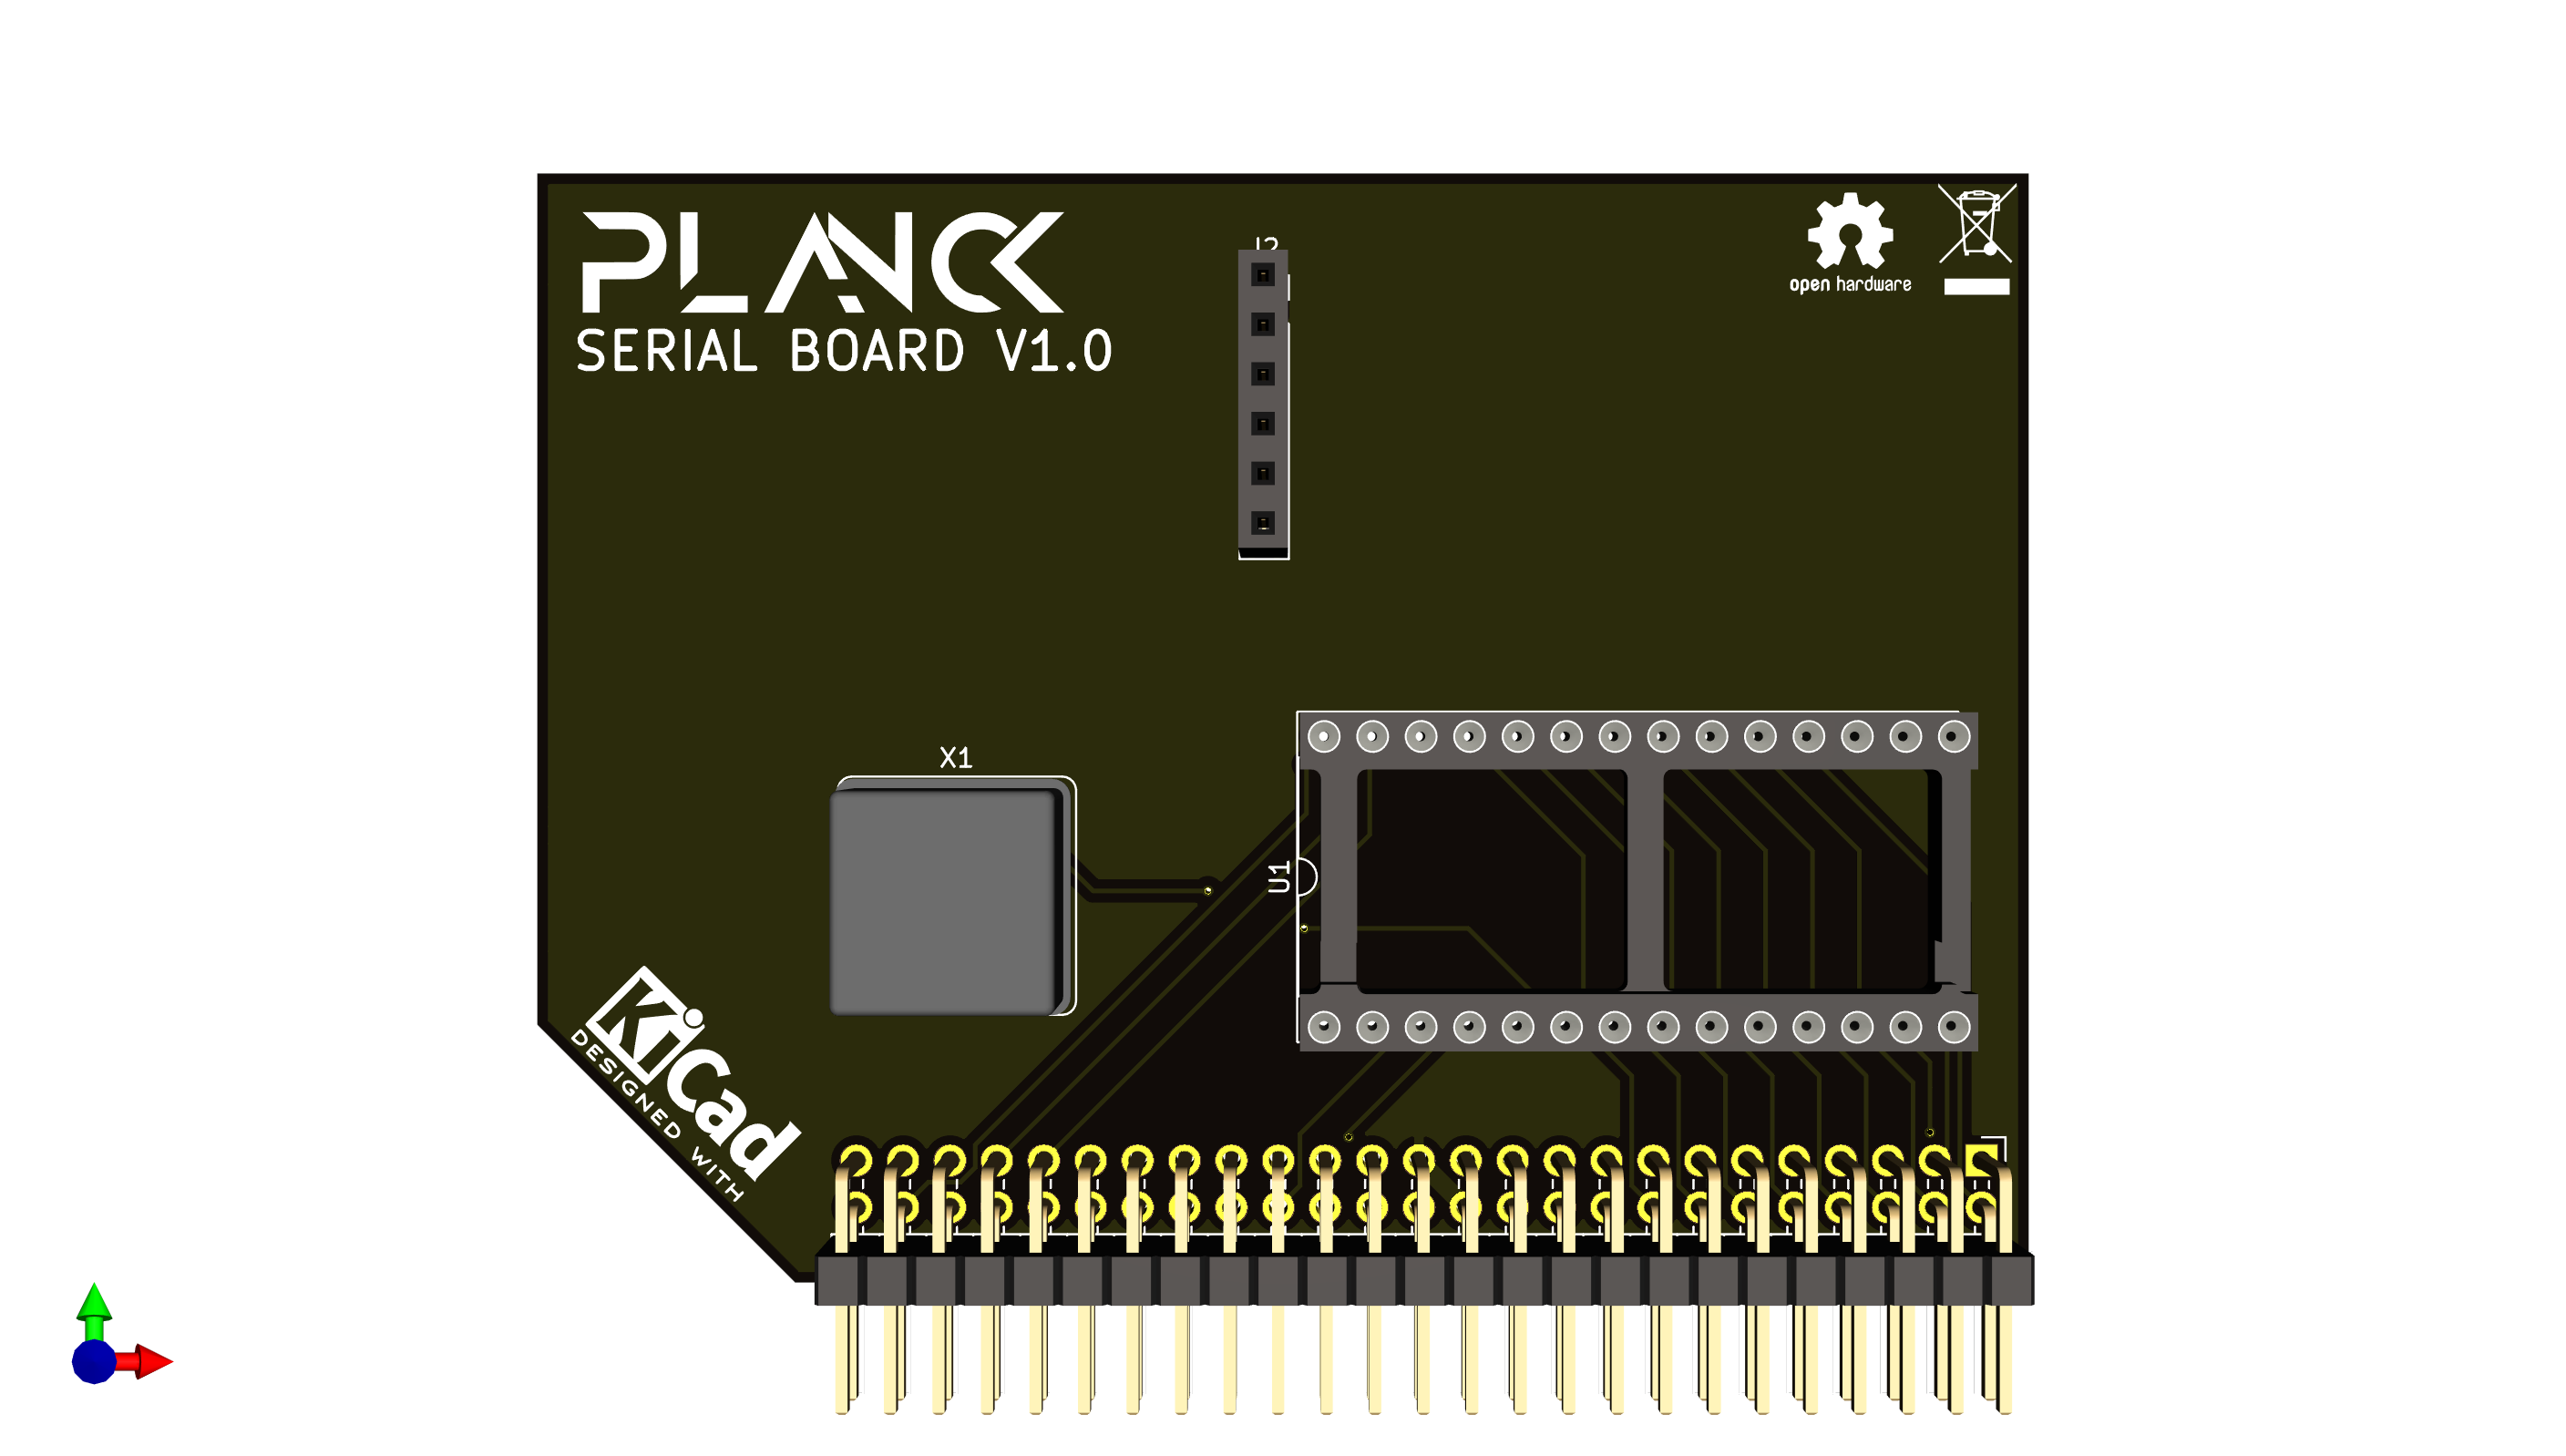 PLANCK
SERIAL BOARD V1.0
J2
open hardware
X1
U1
KiCad
DESIGNED WITH